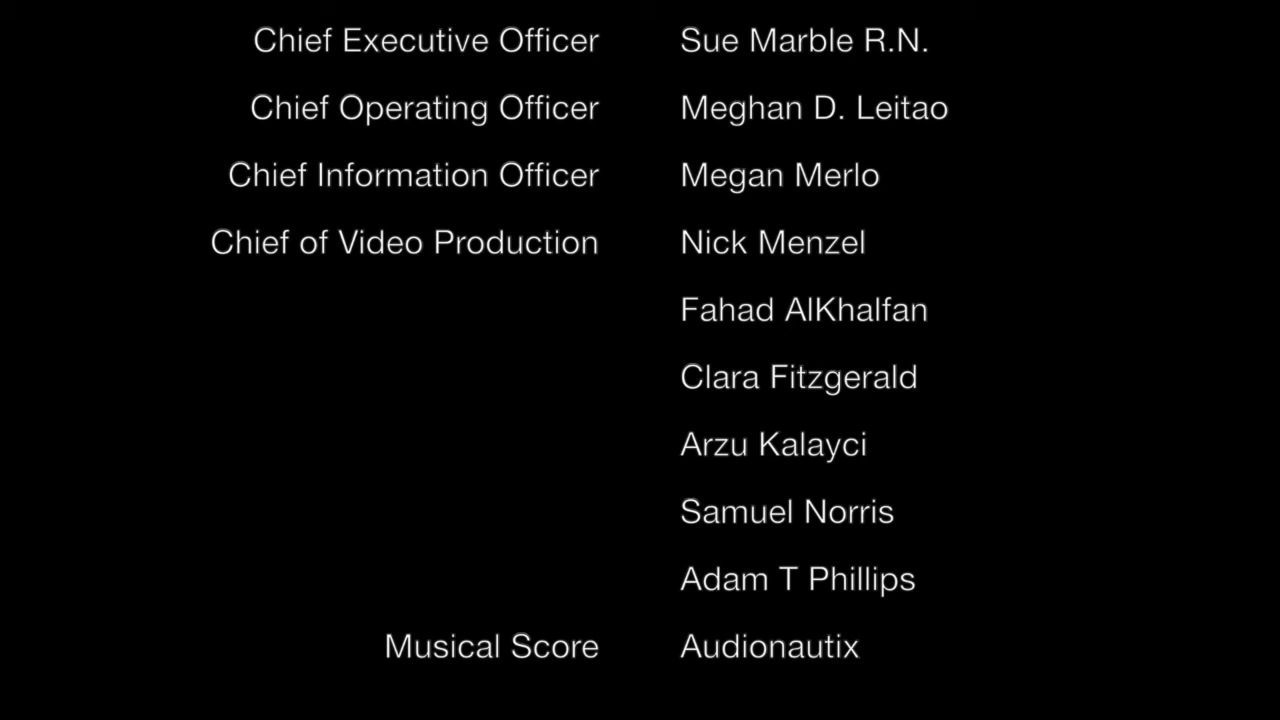 Chief Executive Officer Sue Marble R.N.
Chief Operating Officer Meghan D. Leitao
Chief Information Officer Megan Merlo
Chief of Video Production Nick Menzel
Fahad AlKhalfan
Clara Fitzgerald
Arzu Kalayci
Samuel Norris
Adam T Phillips
Musical Score Audionautix